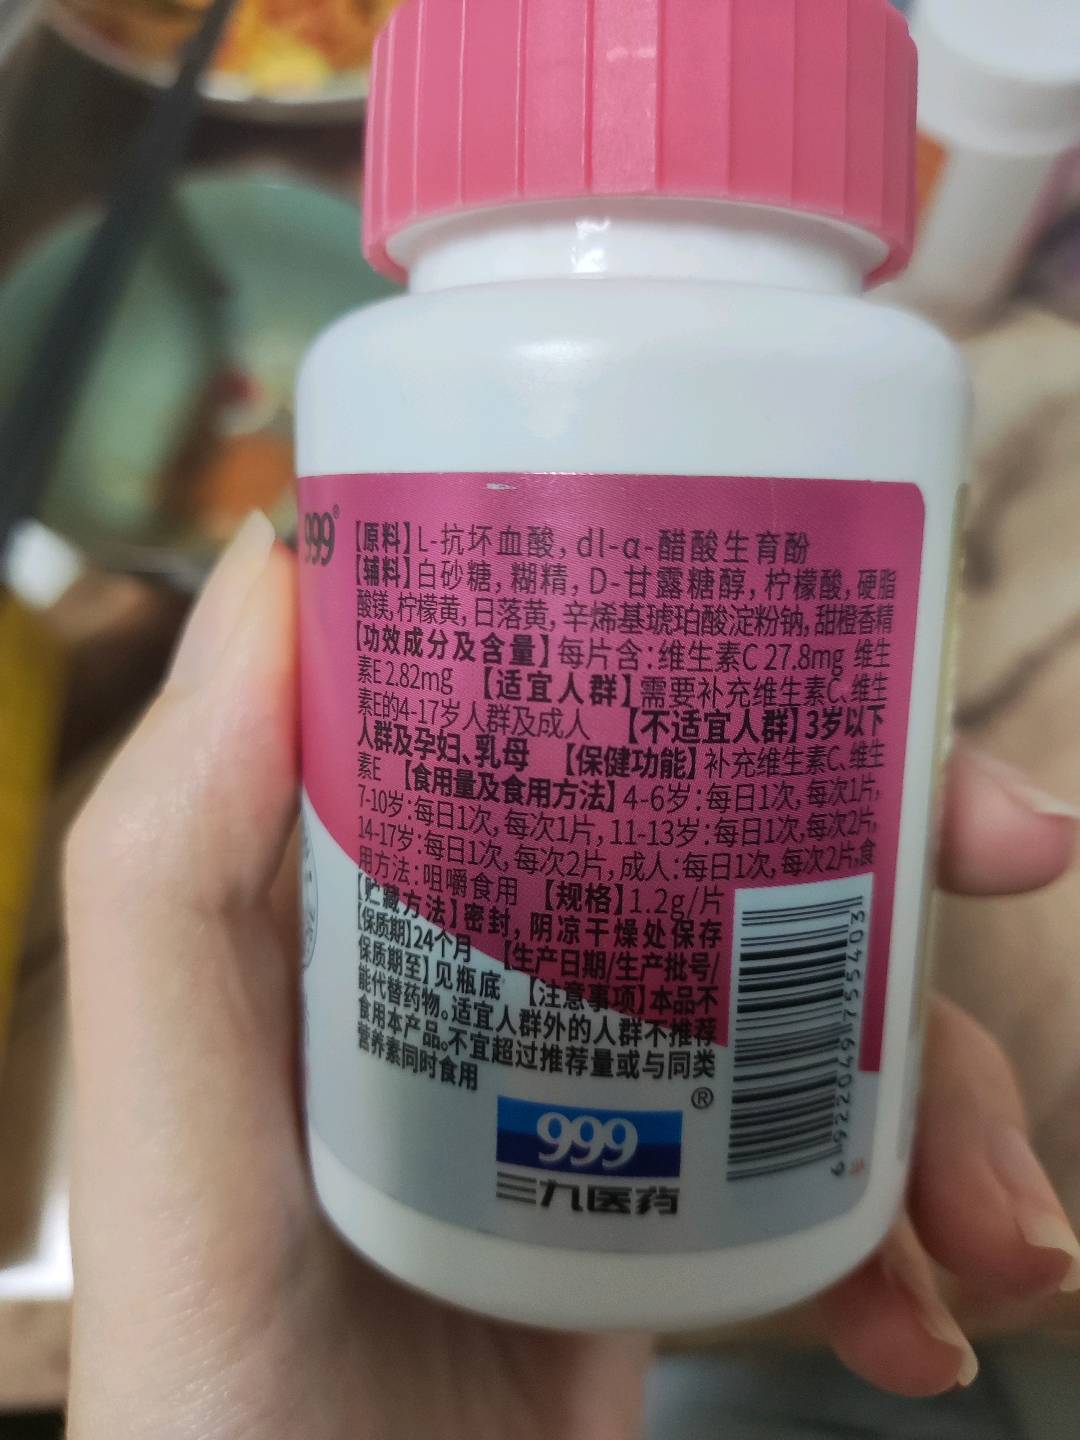 999®
【原料】L-抗坏血酸，dl-α-醋酸生育酚
【辅料】白砂糖，糊精，D-甘露糖醇，柠檬酸，硬脂
酸镁，柠檬黄，日落黄，辛烯基琥珀酸淀粉钠，甜橙香精
【功效成分及含量】每片含：维生素C 27.8mg 维生
素E 2.82mg 【适宜人群】需要补充维生素C、维生
素E的4-17岁人群及成人 【不适宜人群】3岁以下
人群及孕妇、乳母 【保健功能】补充维生素C、维生
素E 【食用量及食用方法】4-6岁：每日1次，每次1片，
7-10岁：每日1次，每次1片，11-13岁：每日1次，每次2片，
14-17岁：每日1次，每次2片，成人：每日1次，每次2片，食
用方法：咀嚼食用 【规格】1.2g/片
【贮藏方法】密封，阴凉干燥处保存
【保质期】24个月 【生产日期/生产批号/
保质期至】见瓶底 【注意事项】本品不
能代替药物。适宜人群外的人群不推荐
食用本产品。不宜超过推荐量或与同类
营养素同时食用
6922049755403
999®
三九医药